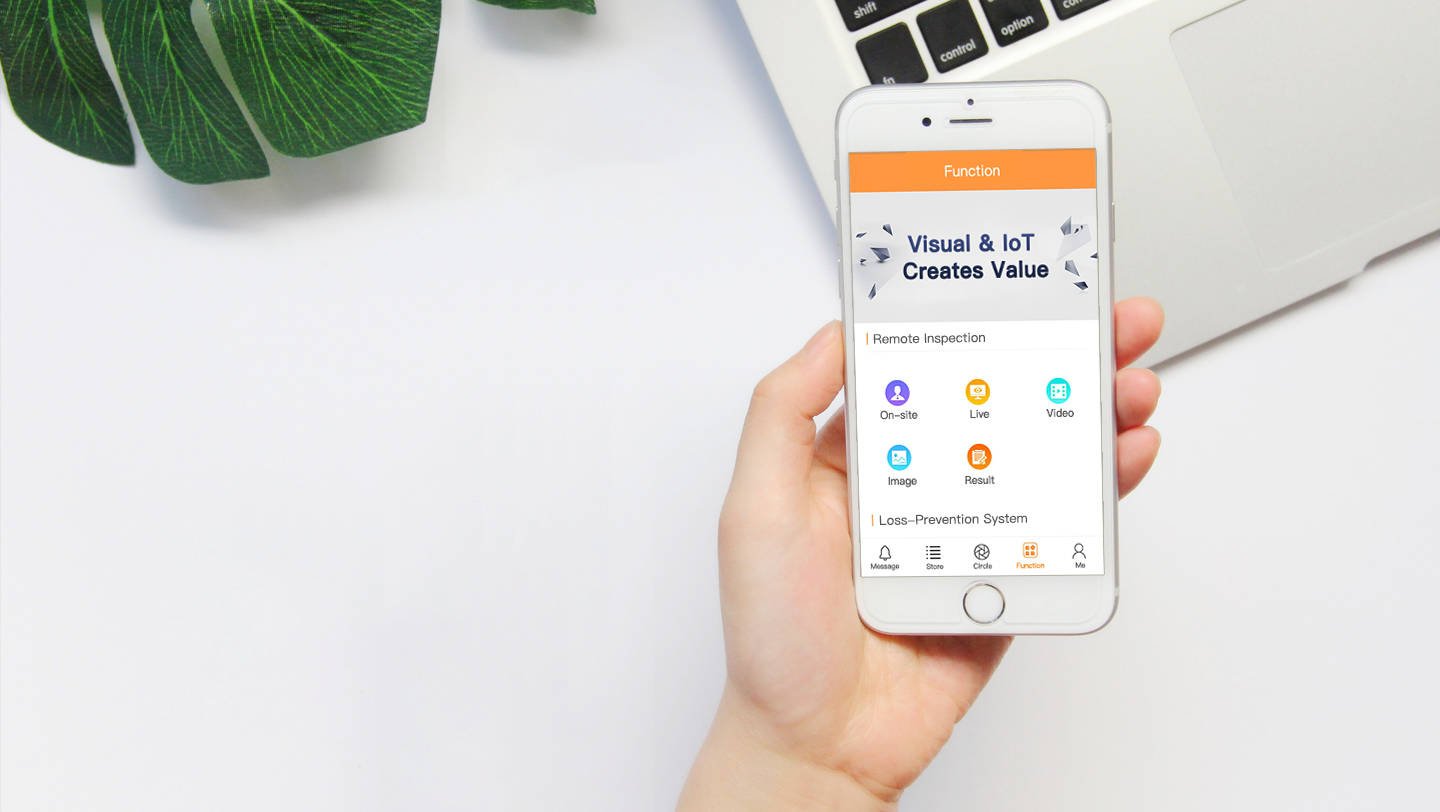 shift
fn
control
option
Function
Visual & IoT
Creates Value
Remote Inspection
On-site
Live
Video
Image
Result
Loss-Prevention System
Message
Store
Circle
Function
Me